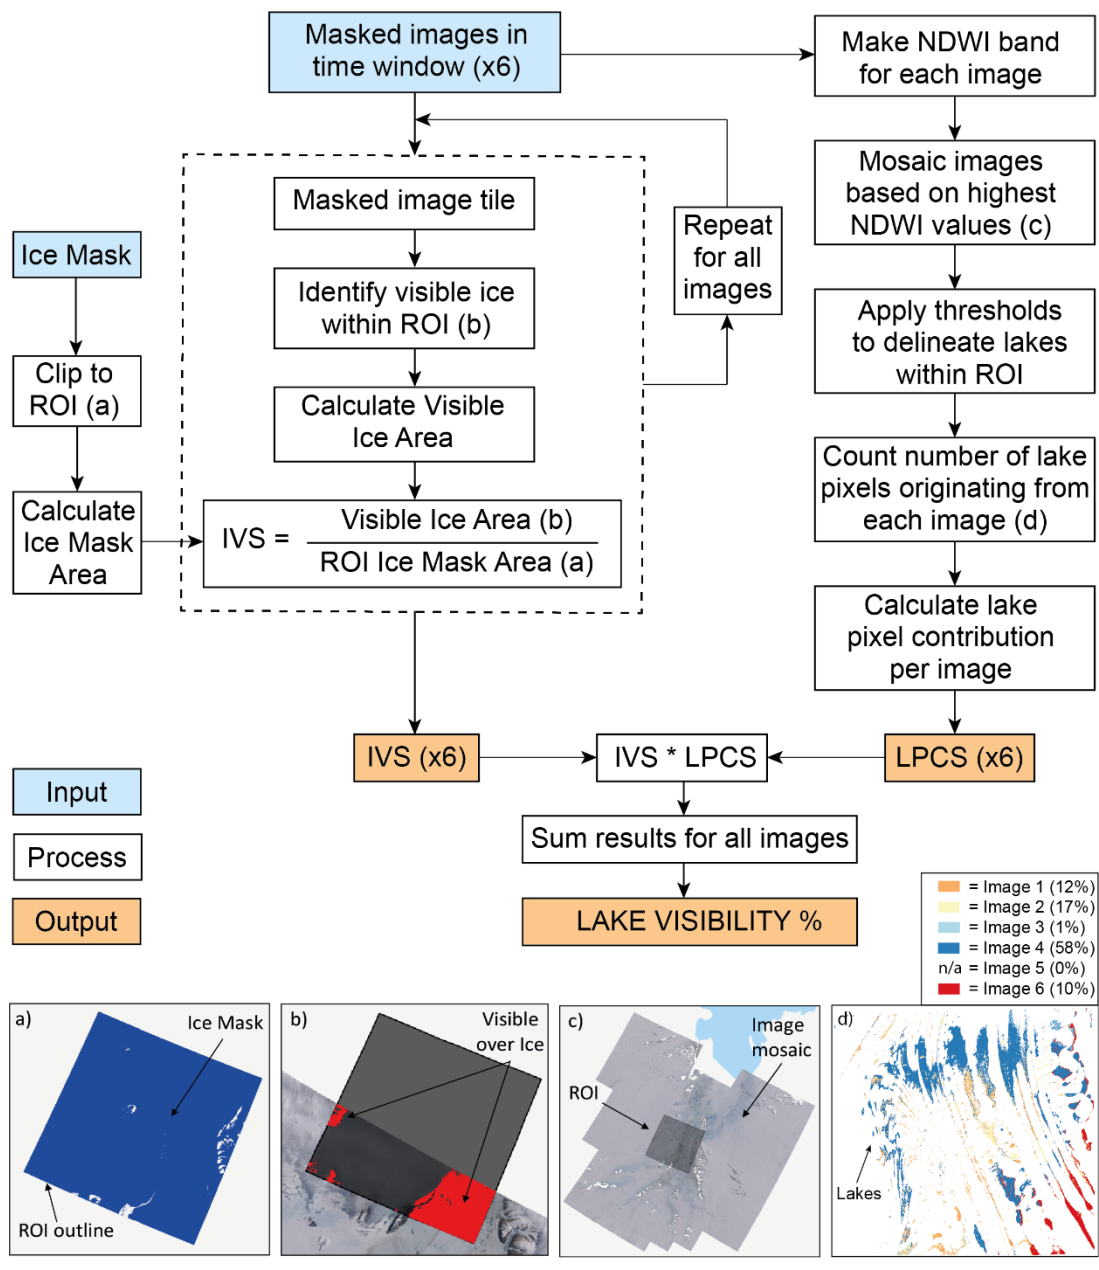 Masked images in
time window (x6)
Make NDWI band
for each image
Mosaic images
based on highest
NDWI values (c)
Masked image tile
Repeat
for all
images
Ice Mask
Identify visible ice
within ROI (b)
Apply thresholds
to delineate lakes
within ROI
Clip to
ROI (a)
Calculate Visible
Ice Area
Count number of lake
pixels originating from
each image (d)
Calculate
Ice Mask
Area
IVS =
Visible Ice Area (b)
ROI Ice Mask Area (a)
Calculate lake
pixel contribution
per image
IVS (x6)
IVS * LPCS
LPCS (x6)
Input
Process
Output
Sum results for all images
LAKE VISIBILITY %
= Image 1 (12%)
= Image 2 (17%)
= Image 3 (1%)
= Image 4 (58%)
n/a = Image 5 (0%)
= Image 6 (10%)
a)
Ice Mask
ROI outline
b)
Visible
over Ice
c)
Image
mosaic
ROI
d)
Lakes